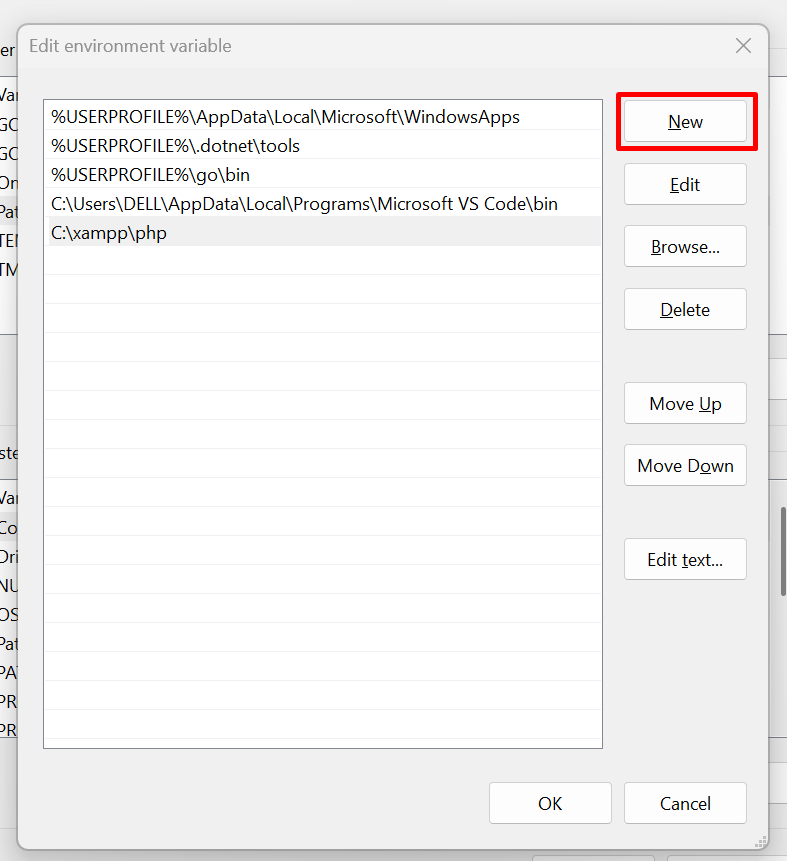 Edit environment variable
%USERPROFILE%\AppData\Local\Microsoft\WindowsApps
%USERPROFILE%\.dotnet\tools
%USERPROFILE%\go\bin
C:\Users\DELL\AppData\Local\Programs\Microsoft VS Code\bin
C:\xampp\php
New
Edit
Browse...
Delete
Move Up
Move Down
Edit text...
OK
Cancel